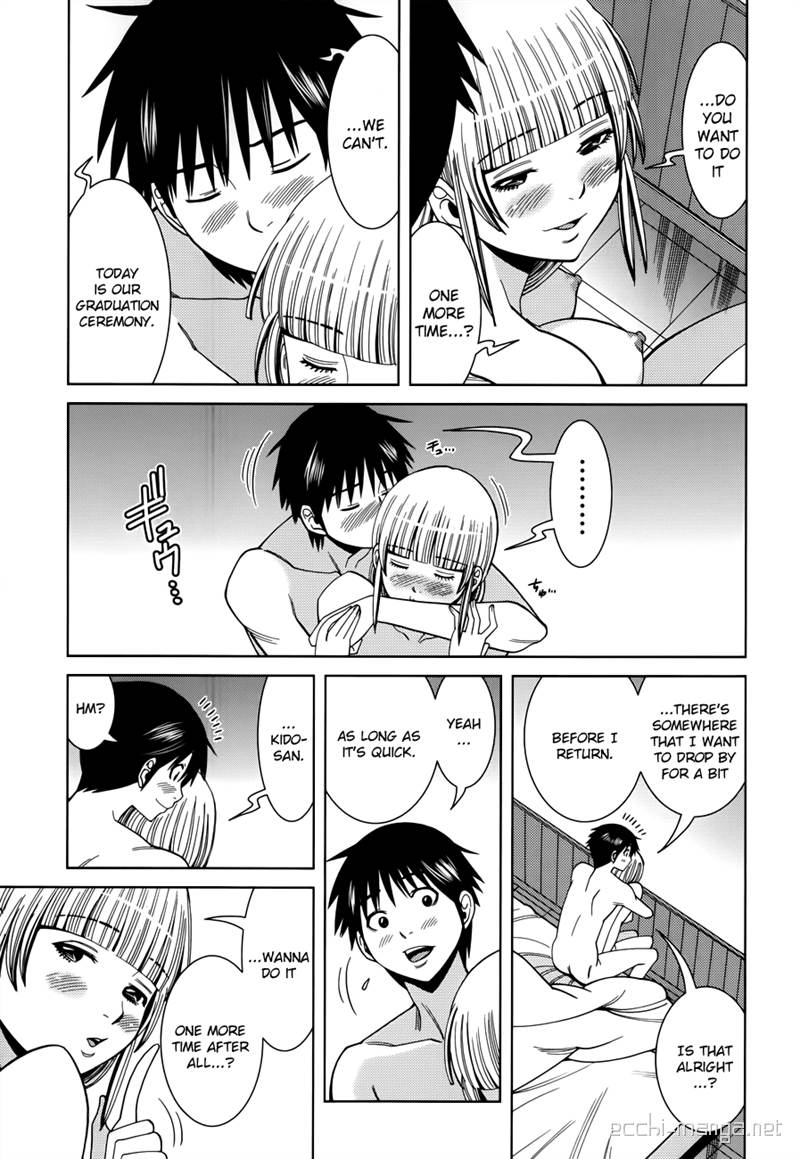 ...DO
YOU
WANT
TO DO
IT
ONE
MORE
TIME...?
...WE
CAN'T.
TODAY
IS OUR
GRADUATION
CEREMONY.
........
チュ...
ギュウ...
...THERE'S
SOMEWHERE
THAT I WANT
TO DROP BY
FOR A BIT
BEFORE I
RETURN.
IS THAT
ALRIGHT
...?
YEAH
...
AS LONG AS
IT'S QUICK.
...
KIDO-
SAN.
HM?
...WANNA
DO IT
ONE MORE
TIME AFTER
ALL...?
ecchi-manga.net